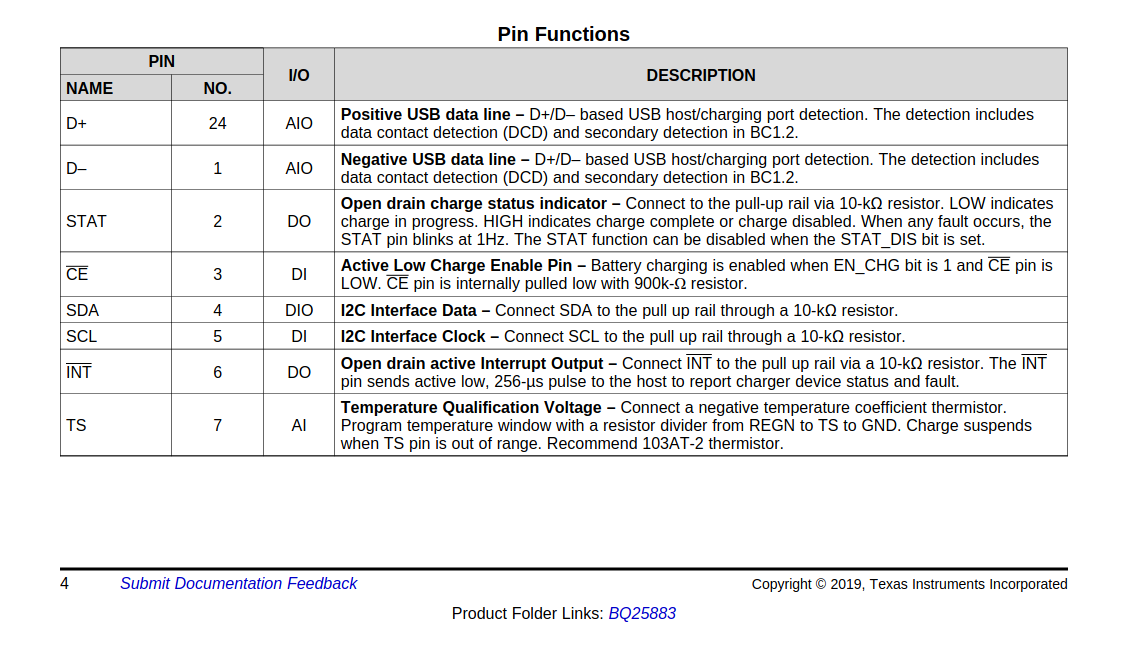 Pin Functions
PIN
I/O
DESCRIPTION
NAME
NO.
D+
24
AIO
Positive USB data line – D+/D– based USB host/charging port detection. The detection includes
data contact detection (DCD) and secondary detection in BC1.2.
D–
1
AIO
Negative USB data line – D+/D– based USB host/charging port detection. The detection includes
data contact detection (DCD) and secondary detection in BC1.2.
STAT
2
DO
Open drain charge status indicator – Connect to the pull-up rail via 10-kΩ resistor. LOW indicates
charge in progress. HIGH indicates charge complete or charge disabled. When any fault occurs, the
STAT pin blinks at 1Hz. The STAT function can be disabled when the STAT_DIS bit is set.
C̅E̅
3
DI
Active Low Charge Enable Pin – Battery charging is enabled when EN_CHG bit is 1 and C̅E̅ pin is
LOW. C̅E̅ pin is internally pulled low with 900k-Ω resistor.
SDA
4
DIO
I2C Interface Data – Connect SDA to the pull up rail through a 10-kΩ resistor.
SCL
5
DI
I2C Interface Clock – Connect SCL to the pull up rail through a 10-kΩ resistor.
I̅N̅T̅
6
DO
Open drain active Interrupt Output – Connect I̅N̅T̅ to the pull up rail via a 10-kΩ resistor. The I̅N̅T̅
pin sends active low, 256-µs pulse to the host to report charger device status and fault.
TS
7
AI
Temperature Qualification Voltage – Connect a negative temperature coefficient thermistor.
Program temperature window with a resistor divider from REGN to TS to GND. Charge suspends
when TS pin is out of range. Recommend 103AT-2 thermistor.
4
Submit Documentation Feedback
Copyright © 2019, Texas Instruments Incorporated
Product Folder Links: BQ25883